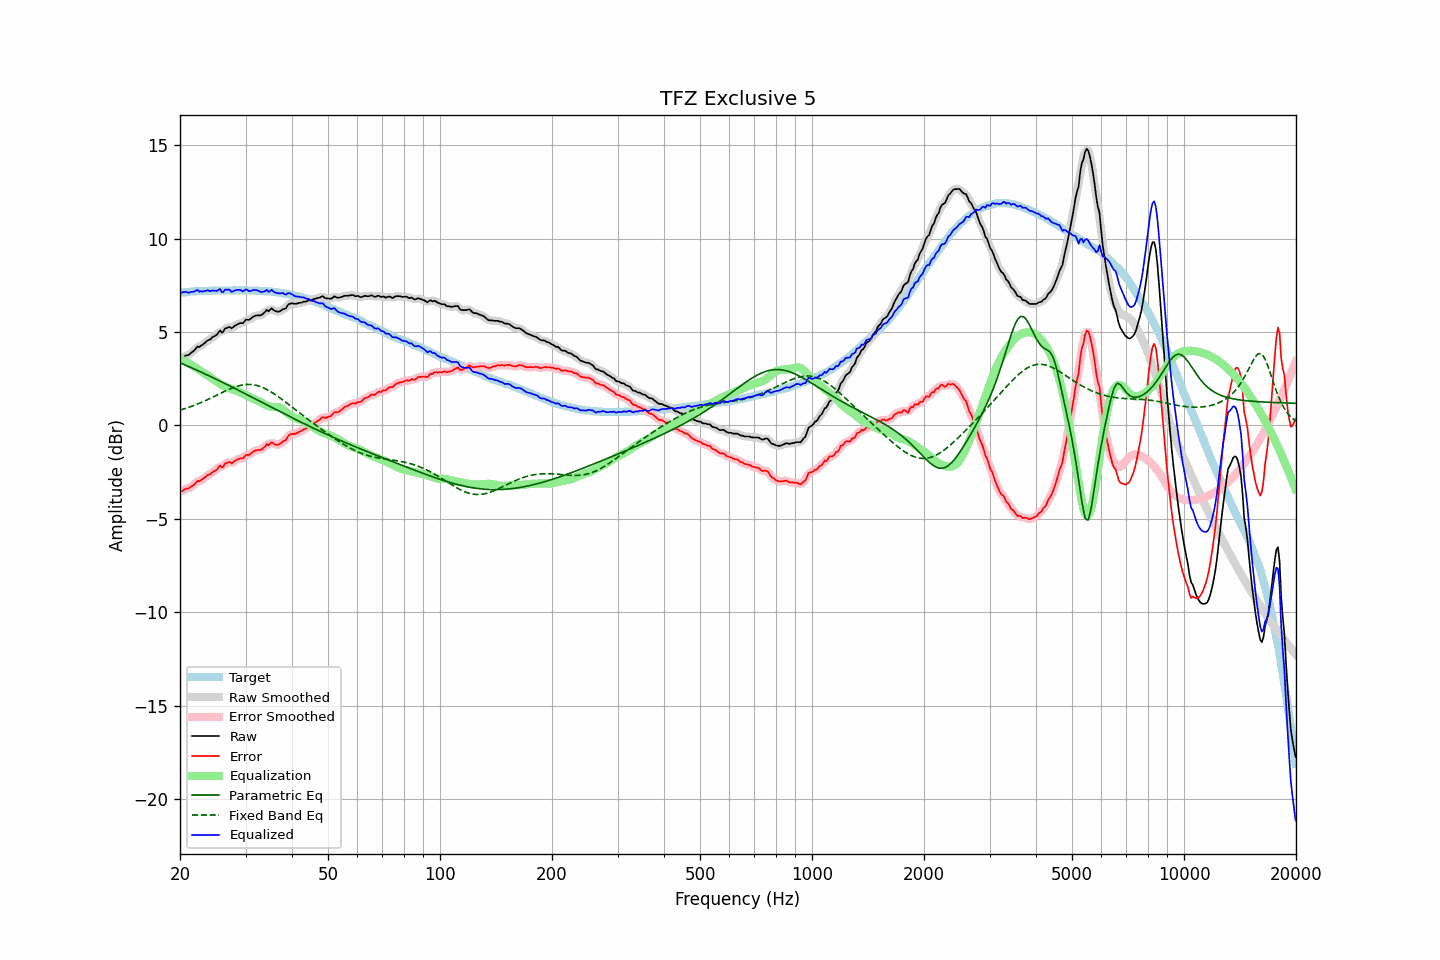 TFZ Exclusive 5
Amplitude (dBr)
15
10
5
0
−5
−10
−15
−20
Target
Raw Smoothed
Error Smoothed
Raw
Error
Equalization
Parametric Eq
Fixed Band Eq
Equalized
20 50 100 200 500 1000 2000 5000 10000 20000
Frequency (Hz)